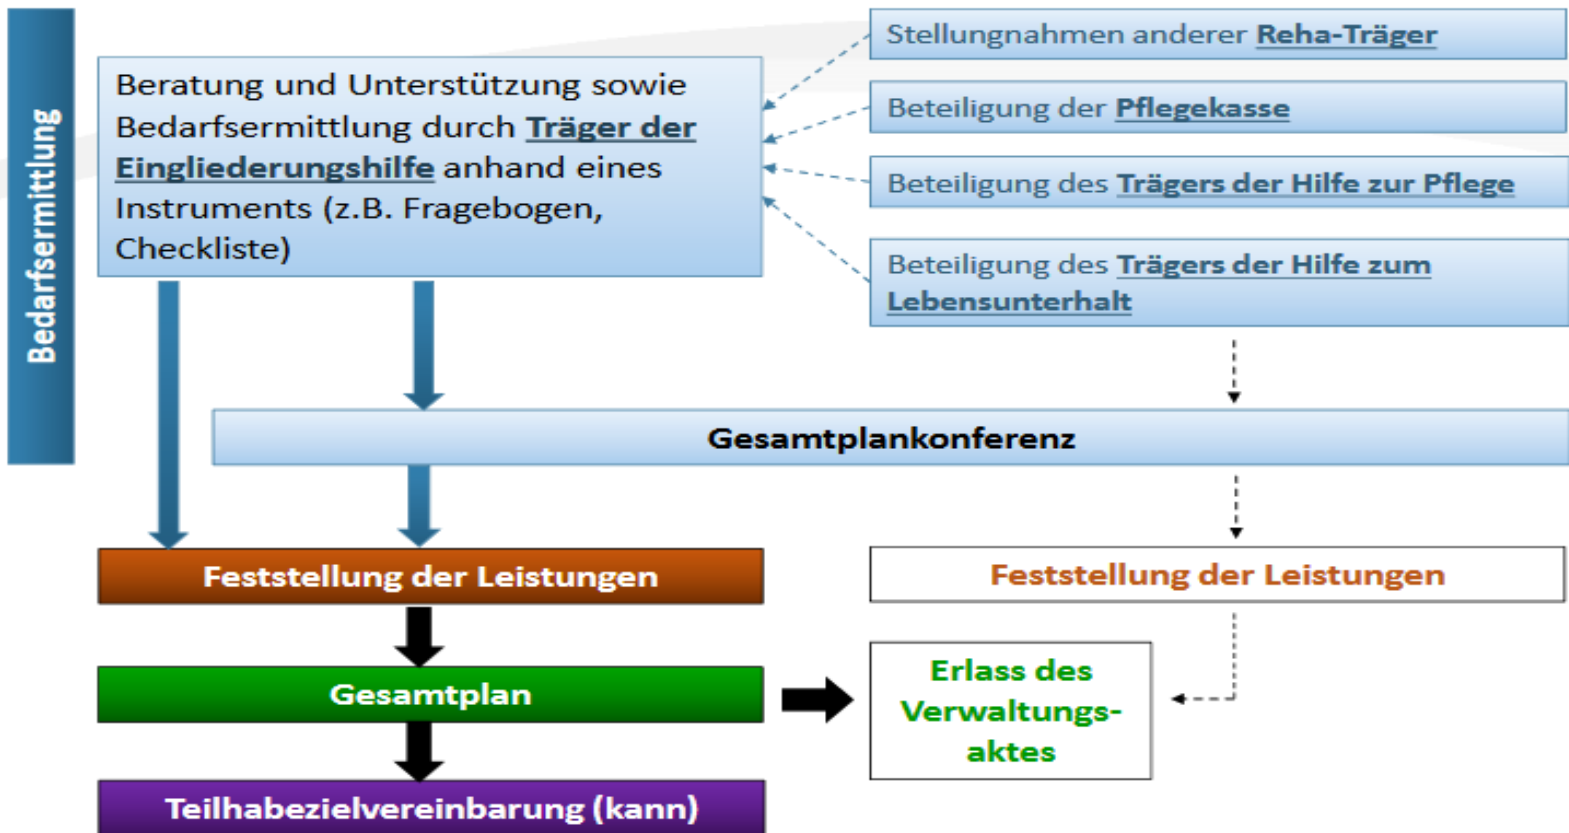 Bedarfsermittlung
Beratung und Unterstützung sowie
Bedarfsermittlung durch Träger der
Eingliederungshilfe anhand eines
Instruments (z.B. Fragebogen,
Checkliste)
Stellungnahmen anderer Reha-Träger
Beteiligung der Pflegekasse
Beteiligung des Trägers der Hilfe zur Pflege
Beteiligung des Trägers der Hilfe zum
Lebensunterhalt
Gesamtplankonferenz
Feststellung der Leistungen
Feststellung der Leistungen
Gesamtplan
Erlass des
Verwaltungs-
aktes
Teilhabezielvereinbarung (kann)